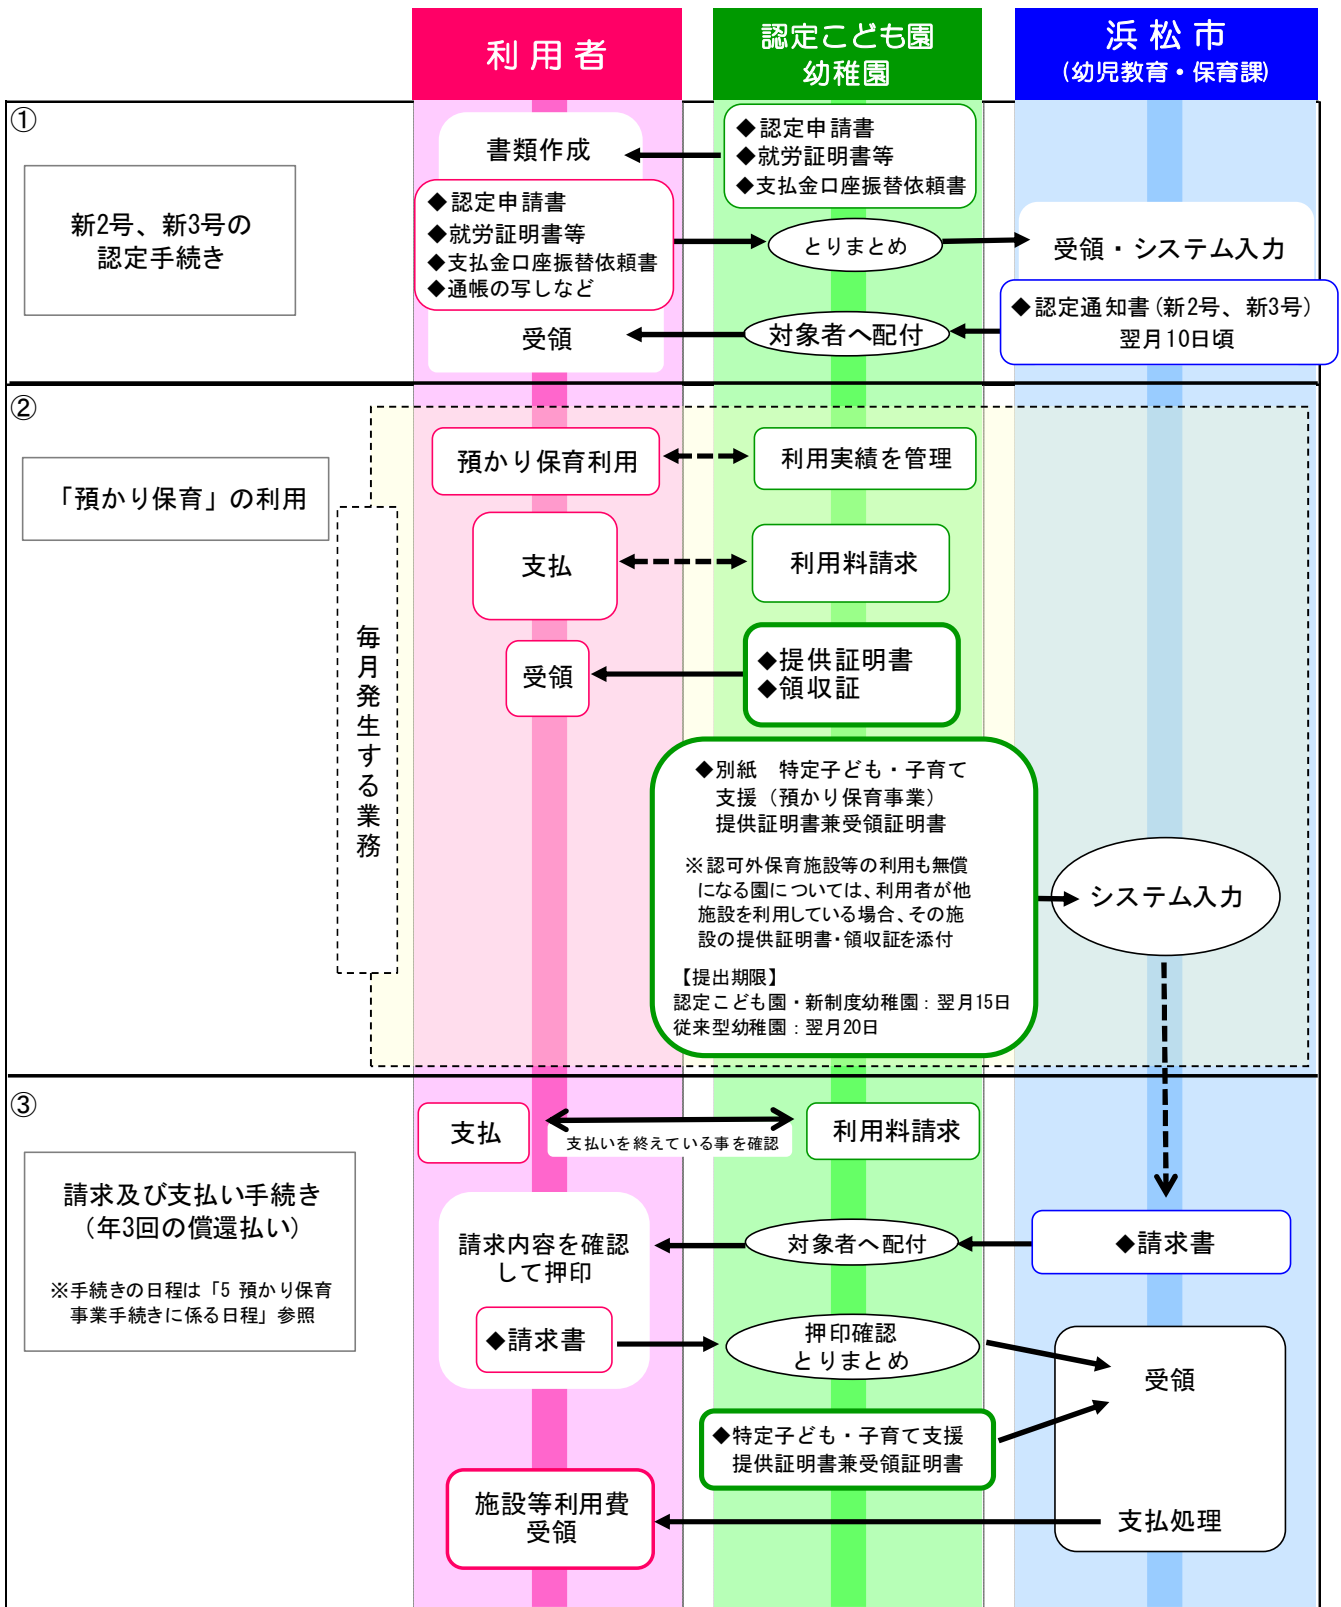 利用者
認定こども園
幼稚園
浜松市
(幼児教育・保育課)
①
新2号、新3号の
認定手続き
書類作成
◆認定申請書
◆就労証明書等
◆支払金口座振替依頼書
◆認定申請書
◆就労証明書等
◆支払金口座振替依頼書
◆通帳の写しなど
とりまとめ
受領・システム入力
◆認定通知書(新2号、新3号)
翌月10日頃
対象者へ配付
受領
②
「預かり保育」の利用
毎月発生する業務
預かり保育利用
利用実績を管理
支払
利用料請求
受領
◆提供証明書
◆領収証
◆別紙 特定子ども・子育て
支援(預かり保育事業)
提供証明書兼受領証明書
※認可外保育施設等の利用も無償
になる園については、利用者が他
施設を利用している場合、その施
設の提供証明書・領収証を添付
【提出期限】
認定こども園・新制度幼稚園：翌月15日
従来型幼稚園：翌月20日
システム入力
③
請求及び支払い手続き
(年3回の償還払い)
※手続きの日程は「5 預かり保育
事業手続きに係る日程」参照
支払
支払いを終えている事を確認
利用料請求
請求内容を確認
して押印
対象者へ配付
◆請求書
◆請求書
押印確認
とりまとめ
受領
◆特定子ども・子育て支援
提供証明書兼受領証明書
施設等利用費
受領
支払処理